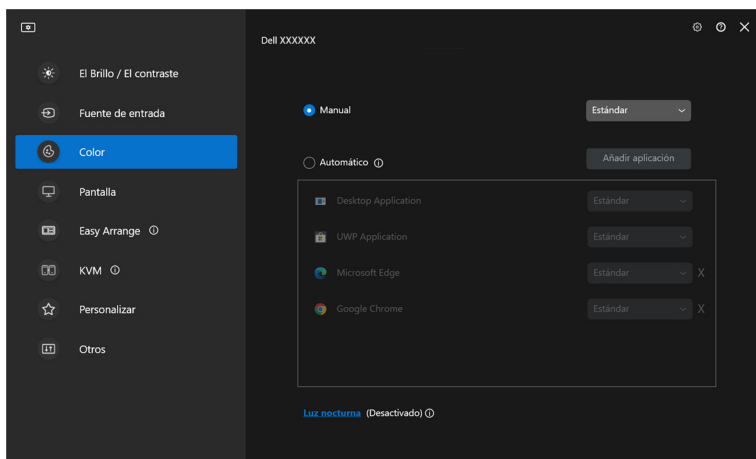 Dell XXXXXX
El Brillo / El contraste
Fuente de entrada
Color
Pantalla
Easy Arrange
KVM
Personalizar
Otros
Manual
Estándar
Automático
Añadir aplicación
Desktop Application
Estándar
UWP Application
Estándar
Microsoft Edge
Estándar
X
Google Chrome
Estándar
X
Luz nocturna (Desactivado)